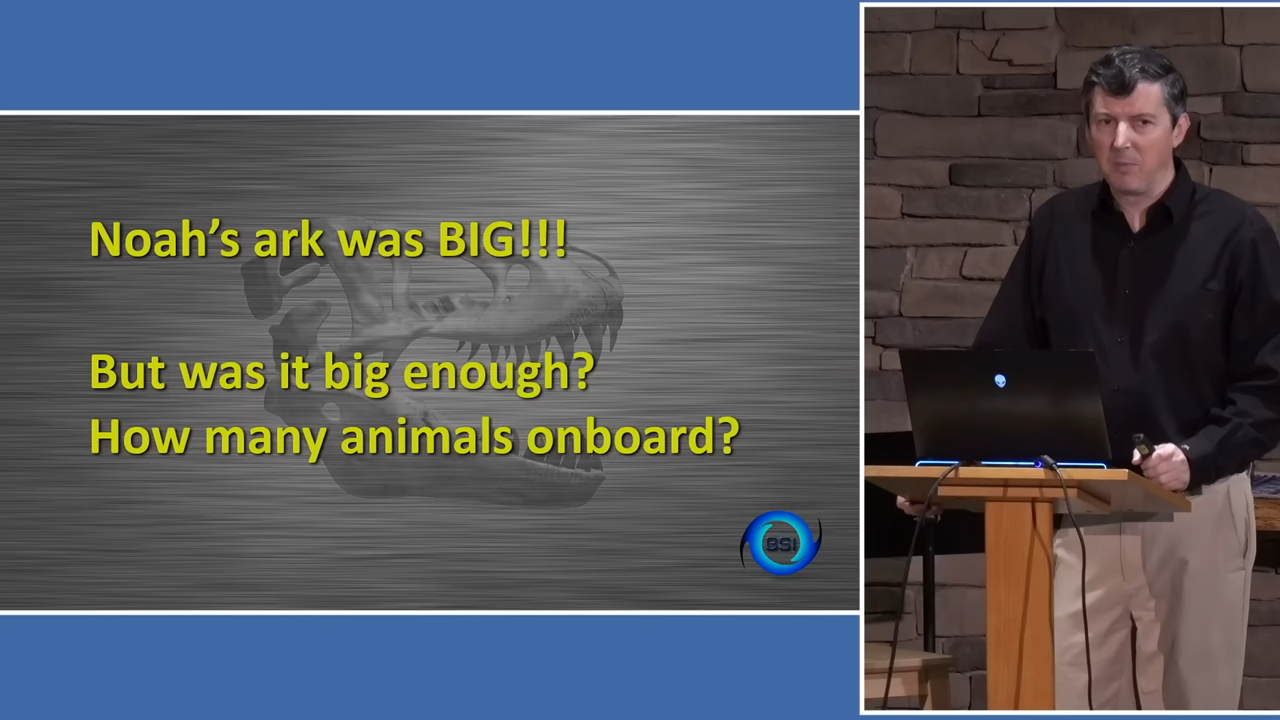 Noah’s ark was BIG!!!
But was it big enough?
How many animals onboard?
BSI